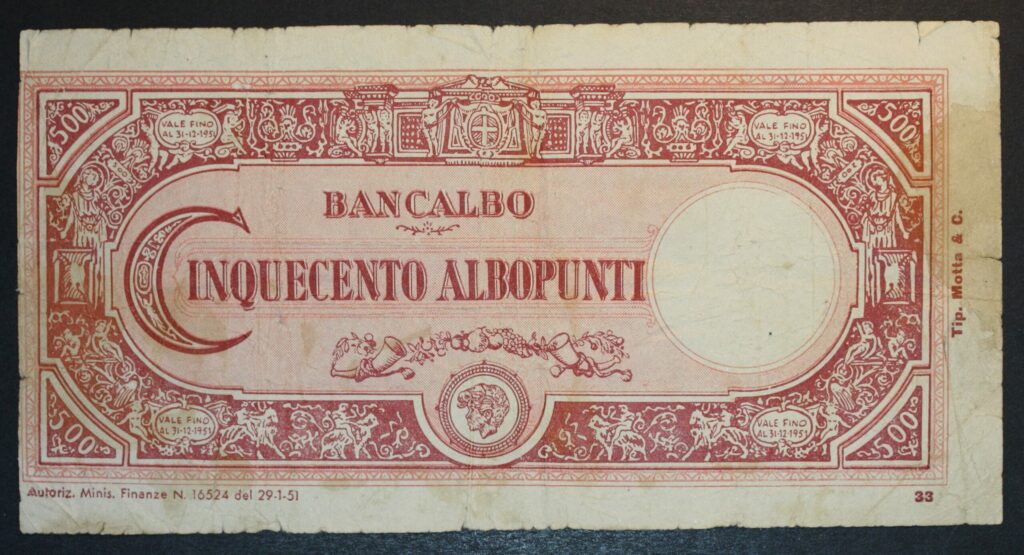 500
VALE FINO
AL 31-12-1951
VALE FINO
AL 31-12-1951
500
BANCALBO
CINQUECENTO ALBOPUNTI
500
VALE FINO
AL 31-12-1951
VALE FINO
AL 31-12-1951
500
Autoriz. Minis. Finanze N. 16524 del 29-1-51
33
Tip. Motta & C.